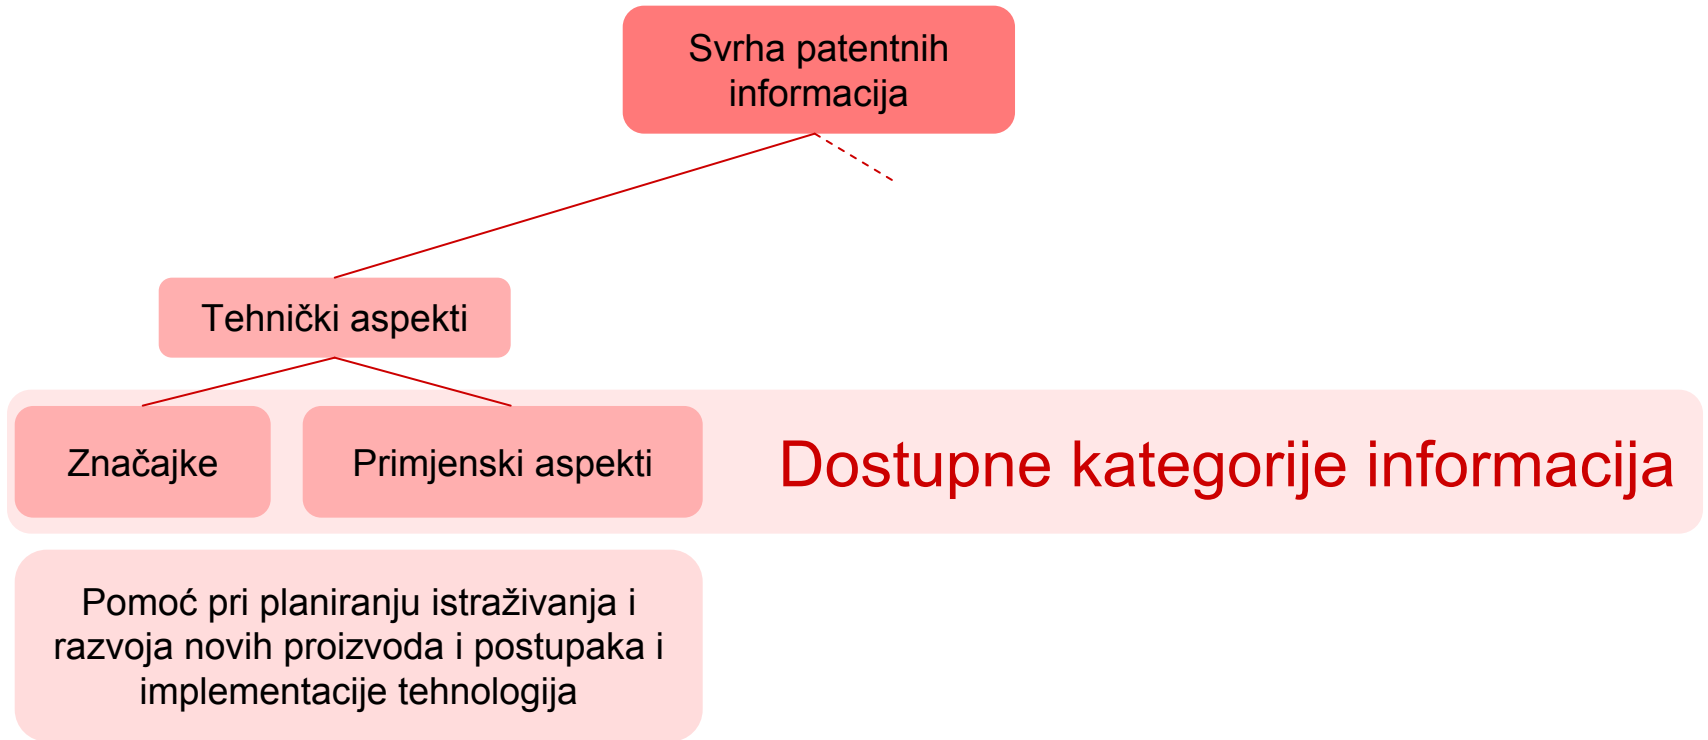 Svrha patentnih
informacija
Tehnički aspekti
Značajke
Primjenski aspekti
Dostupne kategorije informacija
Pomoć pri planiranju istraživanja i
razvoja novih proizvoda i postupaka i
implementacije tehnologija